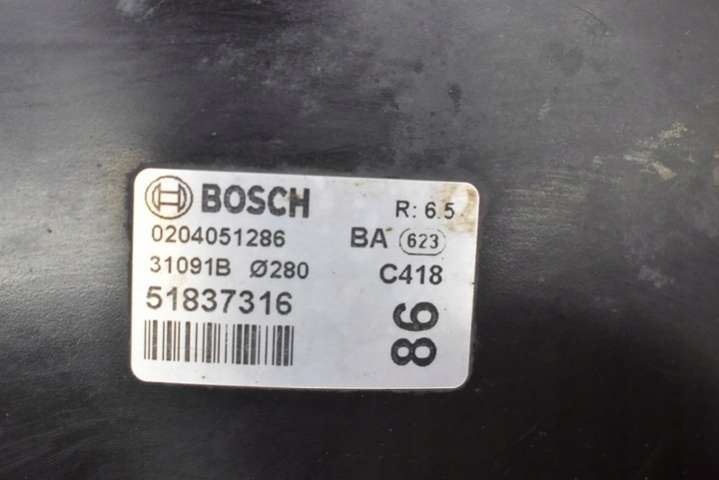 BOSCH R: 6.5
0204051286 BA 623
31091B Ø280 C418
51837316
86